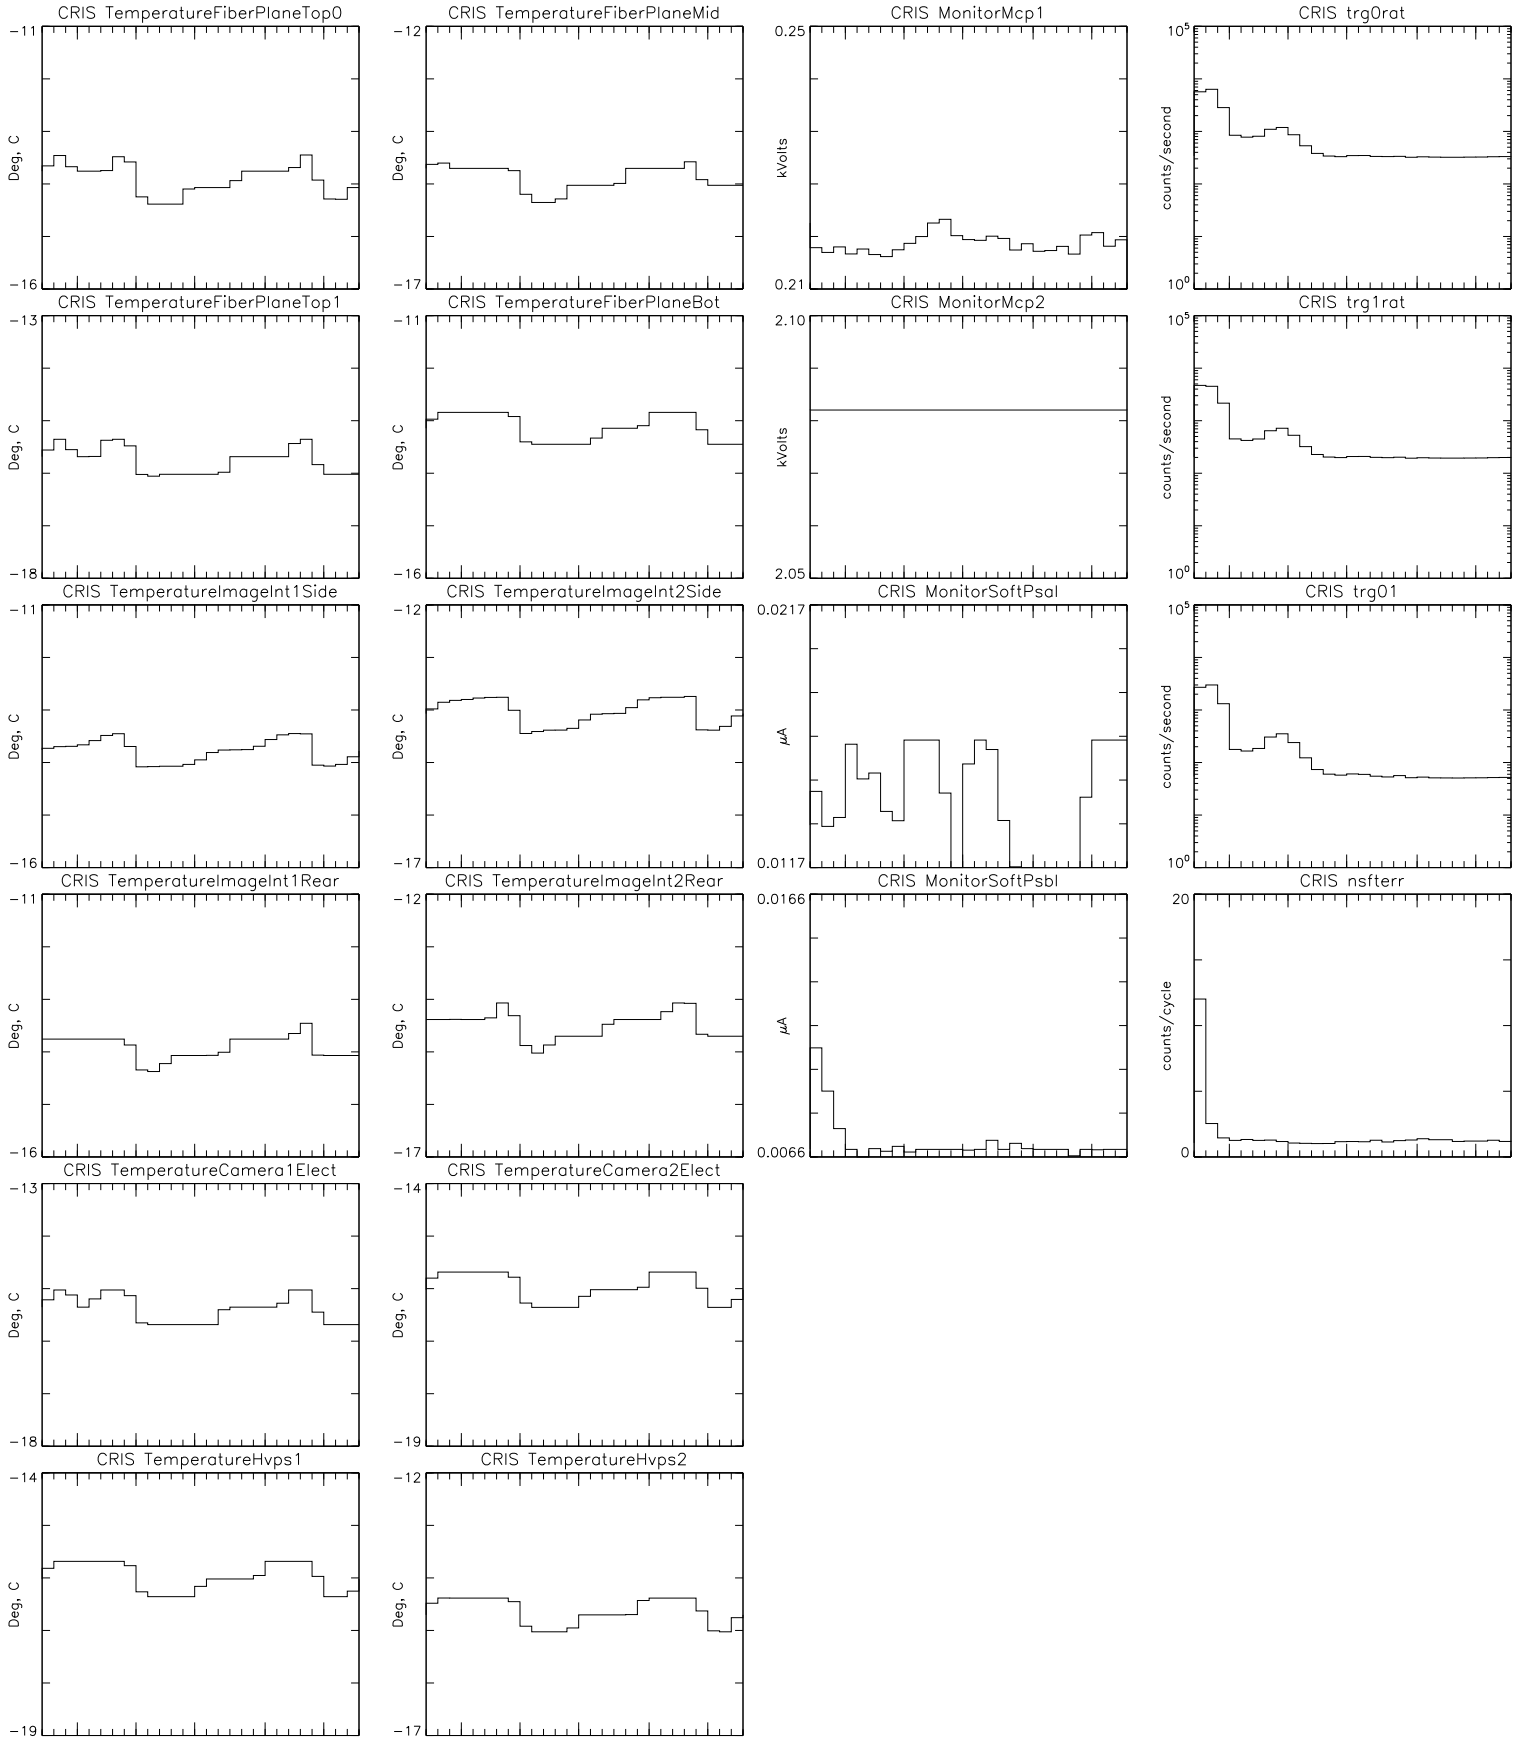 CRIS TemperatureFiberPlaneTop0
−11
Deg, C
−16
CRIS TemperatureFiberPlaneMid
−12
Deg, C
−17
CRIS MonitorMcp1
0.25
kVolts
0.21
CRIS trg0rat
10⁵
counts/second
10⁰
CRIS TemperatureFiberPlaneTop1
−13
Deg, C
−18
CRIS TemperatureFiberPlaneBot
−11
Deg, C
−16
CRIS MonitorMcp2
2.10
kVolts
2.05
CRIS trg1rat
10⁵
counts/second
10⁰
CRIS TemperatureImageInt1Side
−11
Deg, C
−16
CRIS TemperatureImageInt2Side
−12
Deg, C
−17
CRIS MonitorSoftPsaI
0.0217
μA
0.0117
CRIS trg01
10⁵
counts/second
10⁰
CRIS TemperatureImageInt1Rear
−11
Deg, C
−16
CRIS TemperatureImageInt2Rear
−12
Deg, C
−17
CRIS MonitorSoftPsbI
0.0166
μA
0.0066
CRIS nsfterr
20
counts/cycle
0
CRIS TemperatureCamera1Elect
−13
Deg, C
−18
CRIS TemperatureCamera2Elect
−14
Deg, C
−19
CRIS TemperatureHvps1
−14
Deg, C
−19
CRIS TemperatureHvps2
−12
Deg, C
−17